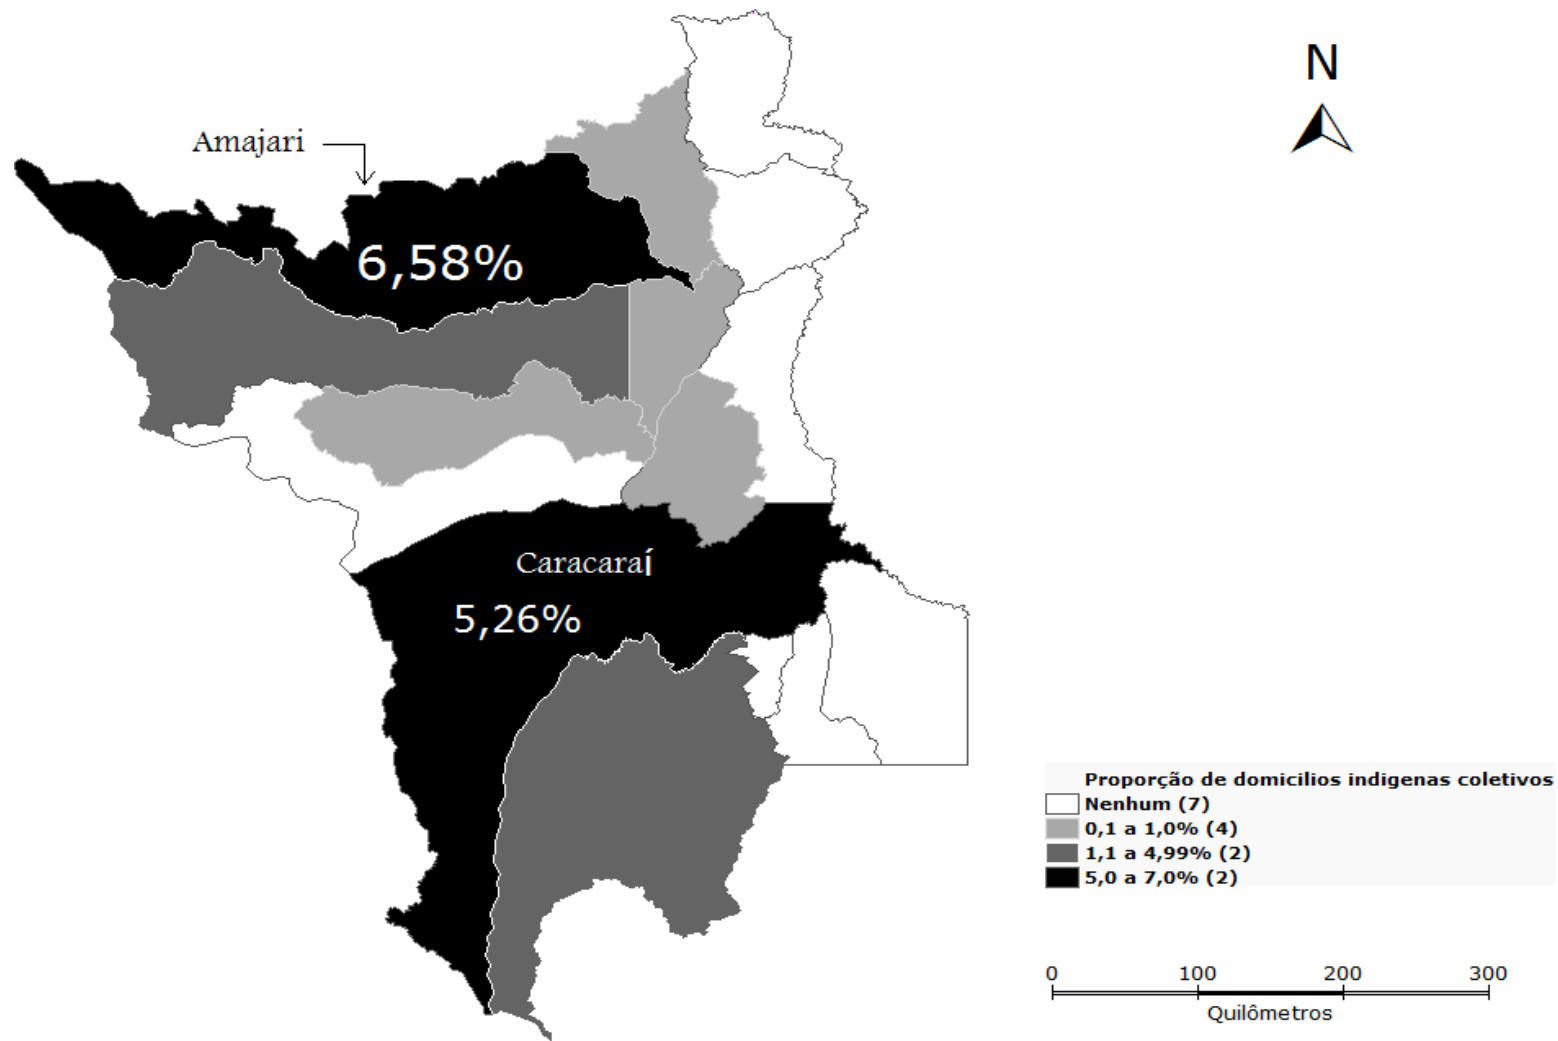 N
Amajari
6,58%
Caracaraí
5,26%
Proporção de domicilios indigenas coletivos
Nenhum (7)
0,1 a 1,0% (4)
1,1 a 4,99% (2)
5,0 a 7,0% (2)
0 100 200 300
Quilômetros